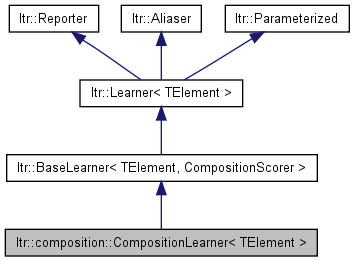 ltr::Reporter
ltr::Aliaser
ltr::Parameterized
ltr::Learner< TElement >
ltr::BaseLearner< TElement, CompositionScorer >
ltr::composition::CompositionLearner< TElement >